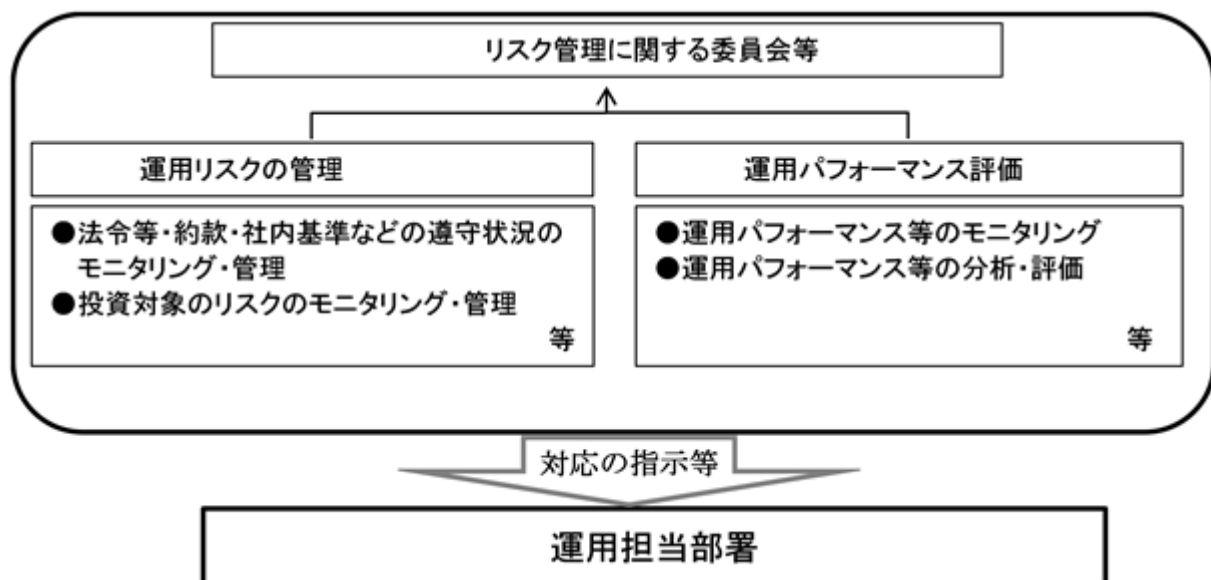 リスク管理に関する委員会等
運用リスクの管理
●法令等・約款・社内基準などの遵守状況の
モニタリング・管理
●投資対象のリスクのモニタリング・管理
等
運用パフォーマンス評価
●運用パフォーマンス等のモニタリング
●運用パフォーマンス等の分析・評価
等
対応の指示等
運用担当部署